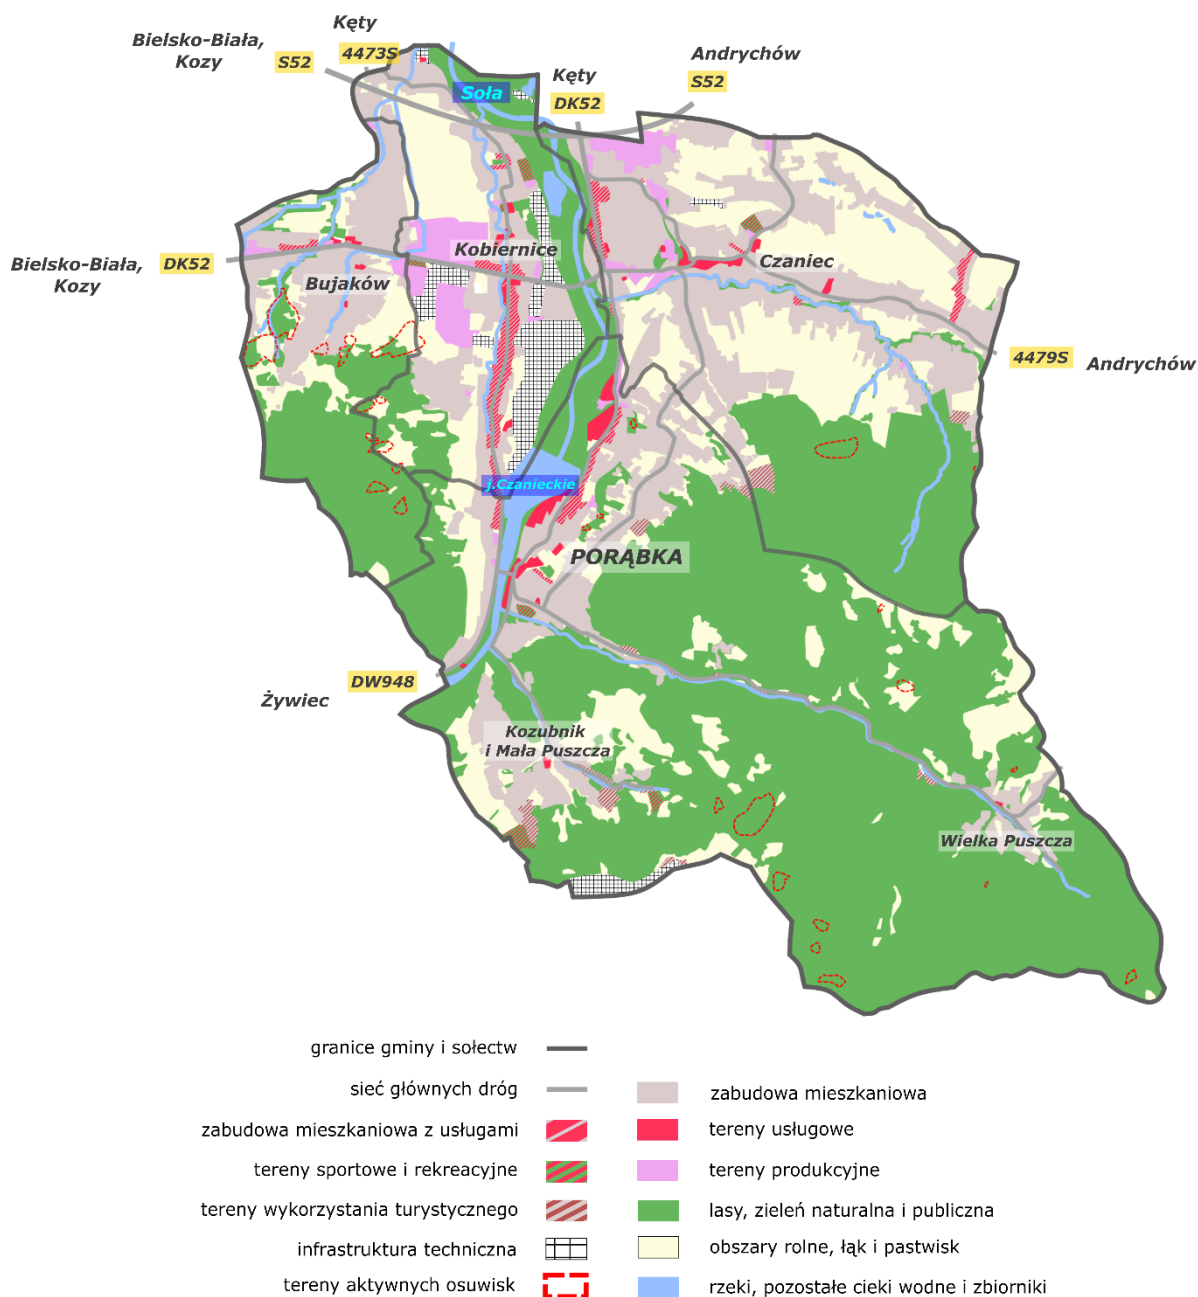 Kęty
Bielsko-Biała,
Kozy
S52
4473S
Andrychów
S52
Kęty
DK52
Soła
Bielsko-Biała,
Kozy
DK52
Kobiernice
Bujaków
Czaniec
4479S
Andrychów
j.Czanieckie
PORĄBKA
DW948
Żywiec
Kozubnik
i Mała Puszcza
Wielka Puszcza
granice gminy i sołectw
sieć głównych dróg
zabudowa mieszkaniowa z usługami
tereny sportowe i rekreacyjne
tereny wykorzystania turystycznego
infrastruktura techniczna
tereny aktywnych osuwisk
zabudowa mieszkaniowa
tereny usługowe
tereny produkcyjne
lasy, zieleń naturalna i publiczna
obszary rolne, łąk i pastwisk
rzeki, pozostałe cieki wodne i zbiorniki